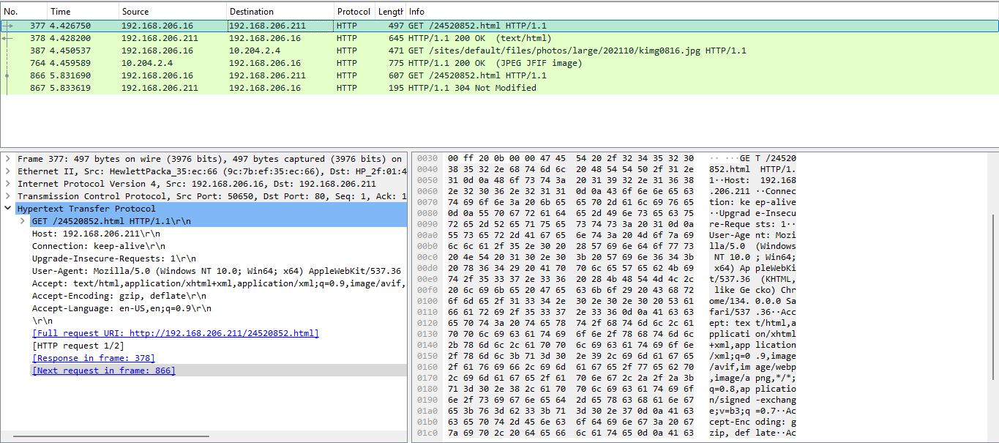 No. Time Source Destination Protocol Length Info
377 4.426750 192.168.206.16 192.168.206.211 HTTP 497 GET /24520852.html HTTP/1.1
378 4.428200 192.168.206.211 192.168.206.16 HTTP 645 HTTP/1.1 200 OK (text/html)
387 4.450537 192.168.206.16 10.204.2.4 HTTP 471 GET /sites/default/files/photos/large/202110/kimg0816.jpg HTTP/1.1
764 4.459589 10.204.2.4 192.168.206.16 HTTP 775 HTTP/1.1 200 OK (JPEG JFIF image)
866 5.831690 192.168.206.16 192.168.206.211 HTTP 607 GET /24520852.html HTTP/1.1
867 5.833619 192.168.206.211 192.168.206.16 HTTP 195 HTTP/1.1 304 Not Modified
Frame 377: 497 bytes on wire (3976 bits), 497 bytes captured (3976 bits) on
Ethernet II, Src: HewlettPacka_35:ec:66 (9c:7b:ef:35:ec:66), Dst: HP_2f:01:4
Internet Protocol Version 4, Src: 192.168.206.16, Dst: 192.168.206.211
Transmission Control Protocol, Src Port: 50650, Dst Port: 80, Seq: 1, Ack: 1
Hypertext Transfer Protocol
GET /24520852.html HTTP/1.1\r\n
Host: 192.168.206.211\r\n
Connection: keep-alive\r\n
Upgrade-Insecure-Requests: 1\r\n
User-Agent: Mozilla/5.0 (Windows NT 10.0; Win64; x64) AppleWebKit/537.36
Accept: text/html,application/xhtml+xml,application/xml;q=0.9,image/avif,
Accept-Encoding: gzip, deflate\r\n
Accept-Language: en-US,en;q=0.9\r\n
\r\n
[Full request URI: http://192.168.206.211/24520852.html]
[HTTP request 1/2]
[Response in frame: 378]
[Next request in frame: 866]
0030 00 ff 20 0b 00 00 47 45 54 20 2f 32 34 35 32 30 ·· ···GE T /24520
0040 38 35 32 2e 68 74 6d 6c 20 48 54 54 50 2f 31 2e 852.html HTTP/1.
0050 31 0d 0a 48 6f 73 74 3a 20 31 39 32 2e 31 36 38 1··Host: 192.168
0060 2e 32 30 36 2e 32 31 31 0d 0a 43 6f 6e 6e 65 63 .206.211 ··Connec
0070 74 69 6f 6e 3a 20 6b 65 65 70 2d 61 6c 69 76 65 tion: ke ep-alive
0080 0d 0a 55 70 67 72 61 64 65 2d 49 6e 73 65 63 75 ··Upgrad e-Insecu
0090 72 65 2d 52 65 71 75 65 73 74 73 3a 20 31 0d 0a re-Reque sts: 1··
00a0 55 73 65 72 2d 41 67 65 6e 74 3a 20 4d 6f 7a 69 User-Age nt: Mozi
00b0 6c 6c 61 2f 35 2e 30 20 28 57 69 6e 64 6f 77 73 lla/5.0 (Windows
00c0 20 4e 54 20 31 30 2e 30 3b 20 57 69 6e 36 34 3b NT 10.0 ; Win64;
00d0 20 78 36 34 29 20 41 70 70 6c 65 57 65 62 4b 69 x64) Ap pleWebKi
00e0 74 2f 35 33 37 2e 33 36 20 28 4b 48 54 4d 4c 2c t/537.36 (KHTML,
00f0 20 6c 69 6b 65 20 47 65 63 6b 6f 29 20 43 68 72 like Ge cko) Chr
0100 6f 6d 65 2f 31 33 34 2e 30 2e 30 2e 30 20 53 61 ome/134. 0.0.0 Sa
0110 66 61 72 69 2f 35 33 37 2e 33 36 0d 0a 41 63 63 fari/537 .36··Acc
0120 65 70 74 3a 20 74 65 78 74 2f 68 74 6d 6c 2c 61 ept: tex t/html,a
0130 70 70 6c 69 63 61 74 69 6f 6e 2f 78 68 74 6d 6c pplicati on/xhtml
0140 2b 78 6d 6c 2c 61 70 70 6c 69 63 61 74 69 6f 6e +xml,app lication
0150 2f 78 6d 6c 3b 71 3d 30 2e 39 2c 69 6d 61 67 65 /xml;q=0 .9,image
0160 2f 61 76 69 66 2c 69 6d 61 67 65 2f 77 65 62 70 /avif,im age/webp
0170 2c 69 6d 61 67 65 2f 61 70 6e 67 2c 2a 2f 2a 3b ,image/a png,*/*;
0180 71 3d 30 2e 38 2c 61 70 70 6c 69 63 61 74 69 6f q=0.8,ap plicatio
0190 6e 2f 73 69 67 6e 65 64 2d 65 78 63 68 61 6e 67 n/signed -exchang
01a0 65 3b 76 3d 62 33 3b 71 3d 30 2e 37 0d 0a 41 63 e;v=b3;q =0.7··Ac
01b0 63 65 70 74 2d 45 6e 63 6f 64 69 6e 67 3a 20 67 cept-Enc oding: g
01c0 7a 69 70 2c 20 64 65 66 6c 61 74 65 0d 0a 41 63 zip, def late··Ac